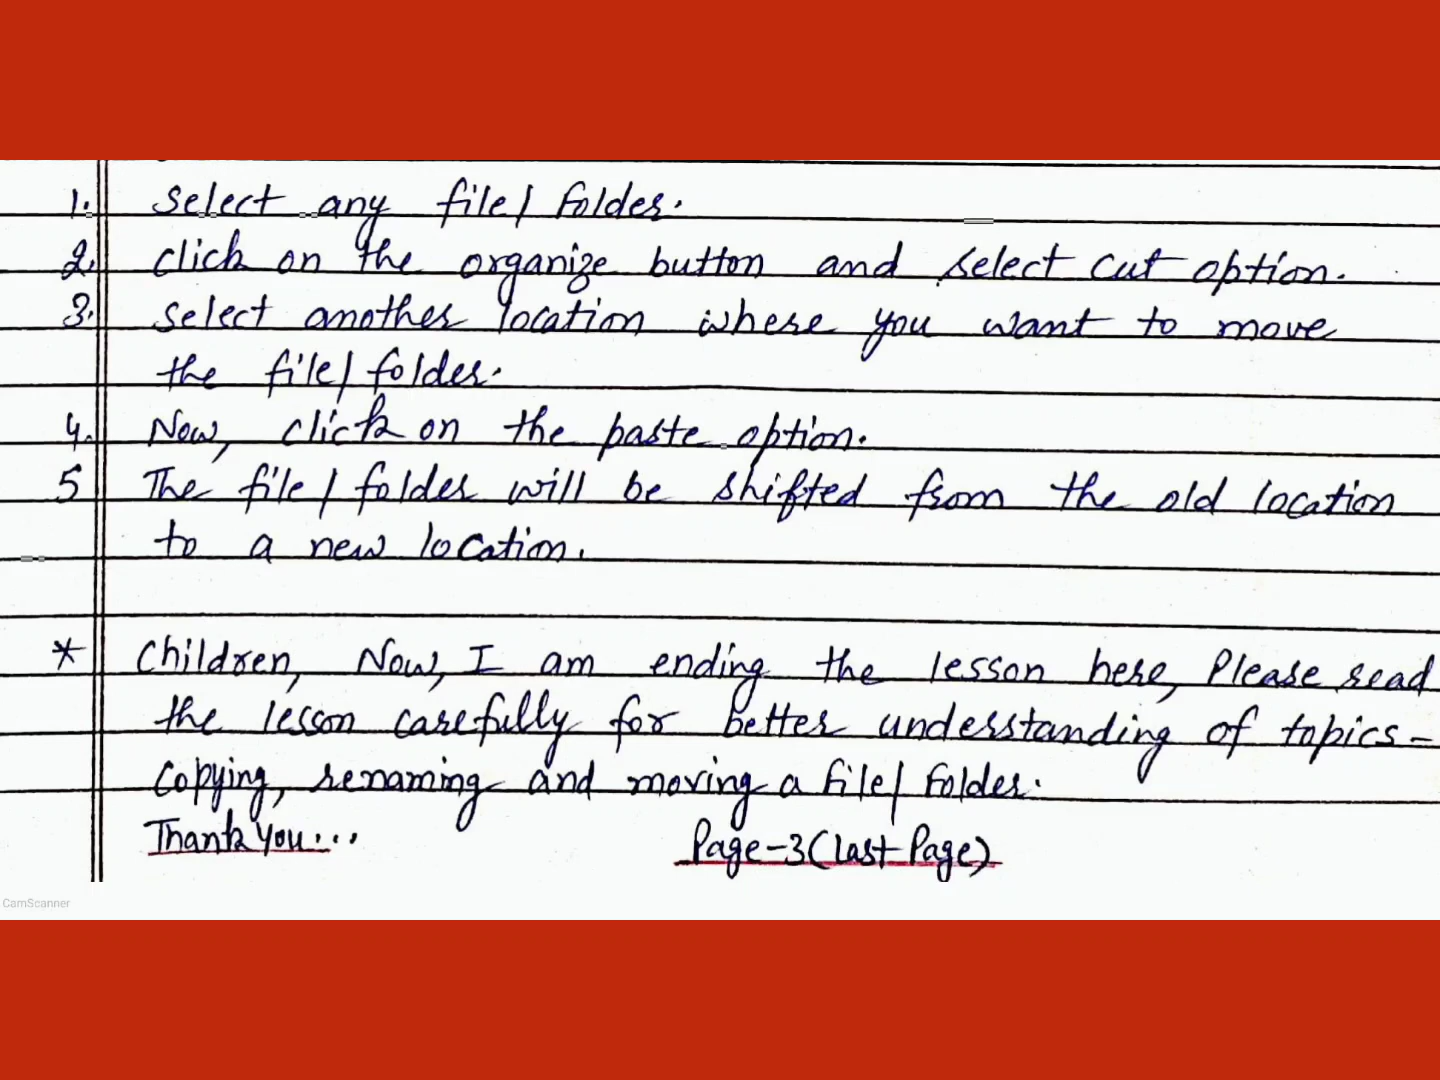 1. Select any file/folder.
2. Click on the organize button and select cut option.
3. Select another location where you want to move
the file/folder.
4. Now, click on the paste option.
5 The file/folder will be shifted from the old location
to a new location.
* Children, Now, I am ending the lesson here, Please read
the lesson carefully for better understanding of topics-
Copying, renaming and moving a file/folder.
Thank You...
Page-3(Last Page)
CamScanner